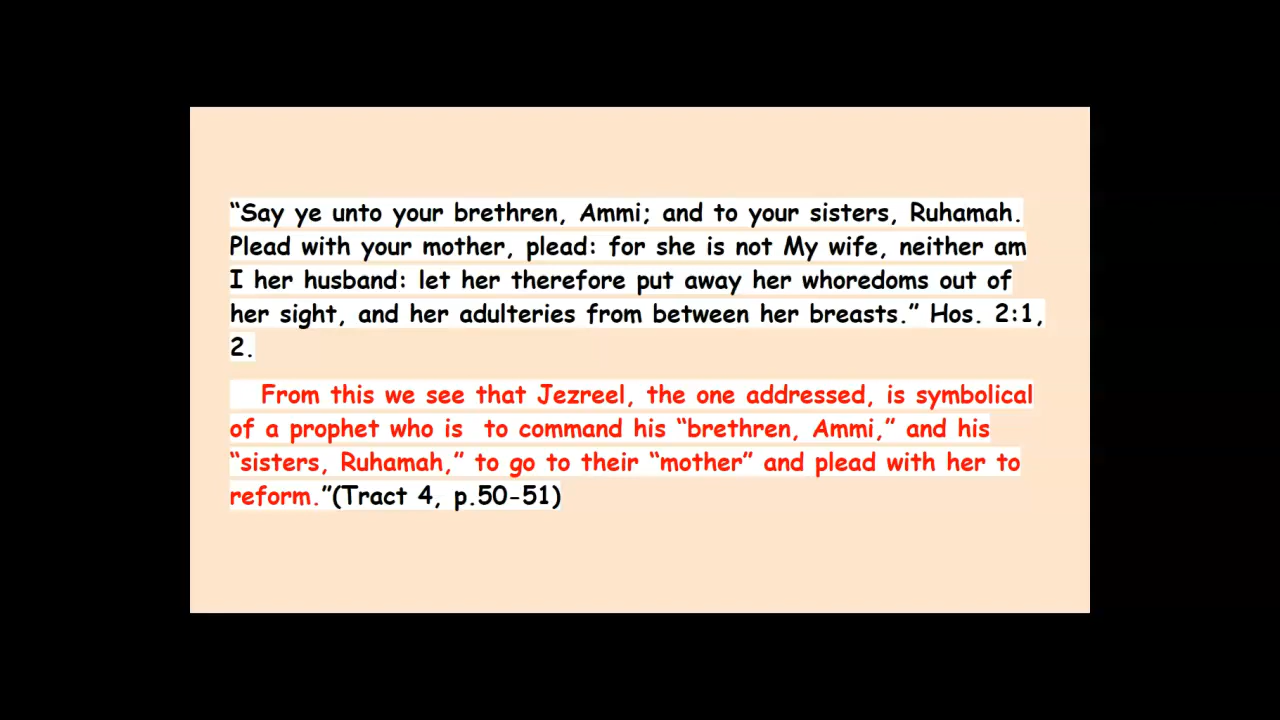 “Say ye unto your brethren, Ammi; and to your sisters, Ruhamah.
Plead with your mother, plead: for she is not My wife, neither am
I her husband: let her therefore put away her whoredoms out of
her sight, and her adulteries from between her breasts.” Hos. 2:1,
2.
From this we see that Jezreel, the one addressed, is symbolical
of a prophet who is  to command his “brethren, Ammi,” and his
“sisters, Ruhamah,” to go to their “mother” and plead with her to
reform.”(Tract 4, p.50-51)